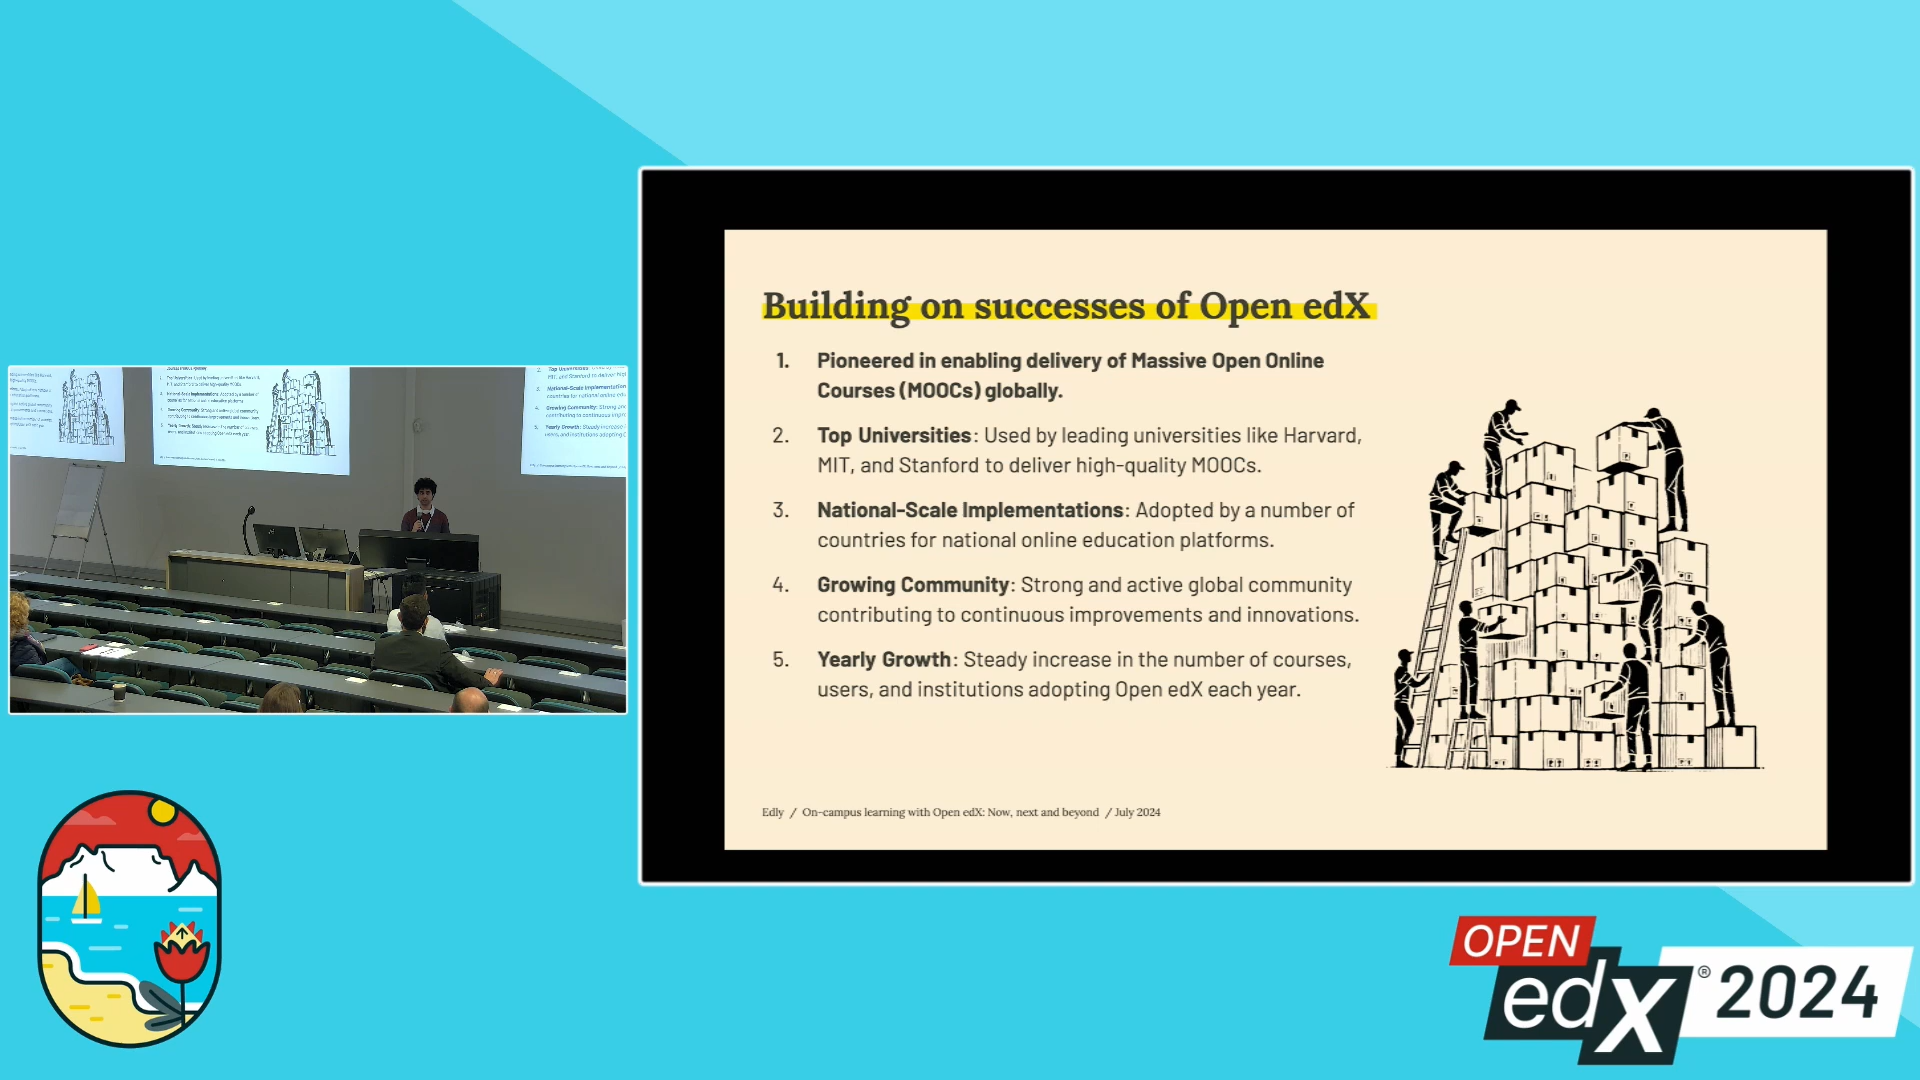 Building on successes of Open edX
1. Pioneered in enabling delivery of Massive Open Online
Courses (MOOCs) globally.
2. Top Universities: Used by leading universities like Harvard,
MIT, and Stanford to deliver high-quality MOOCs.
3. National-Scale Implementations: Adopted by a number of
countries for national online education platforms.
4. Growing Community: Strong and active global community
contributing to continuous improvements and innovations.
5. Yearly Growth: Steady increase in the number of courses,
users, and institutions adopting Open edX each year.
Edly / On-campus learning with Open edX: Now, next and beyond / July 2024
OPEN
edX® 2024